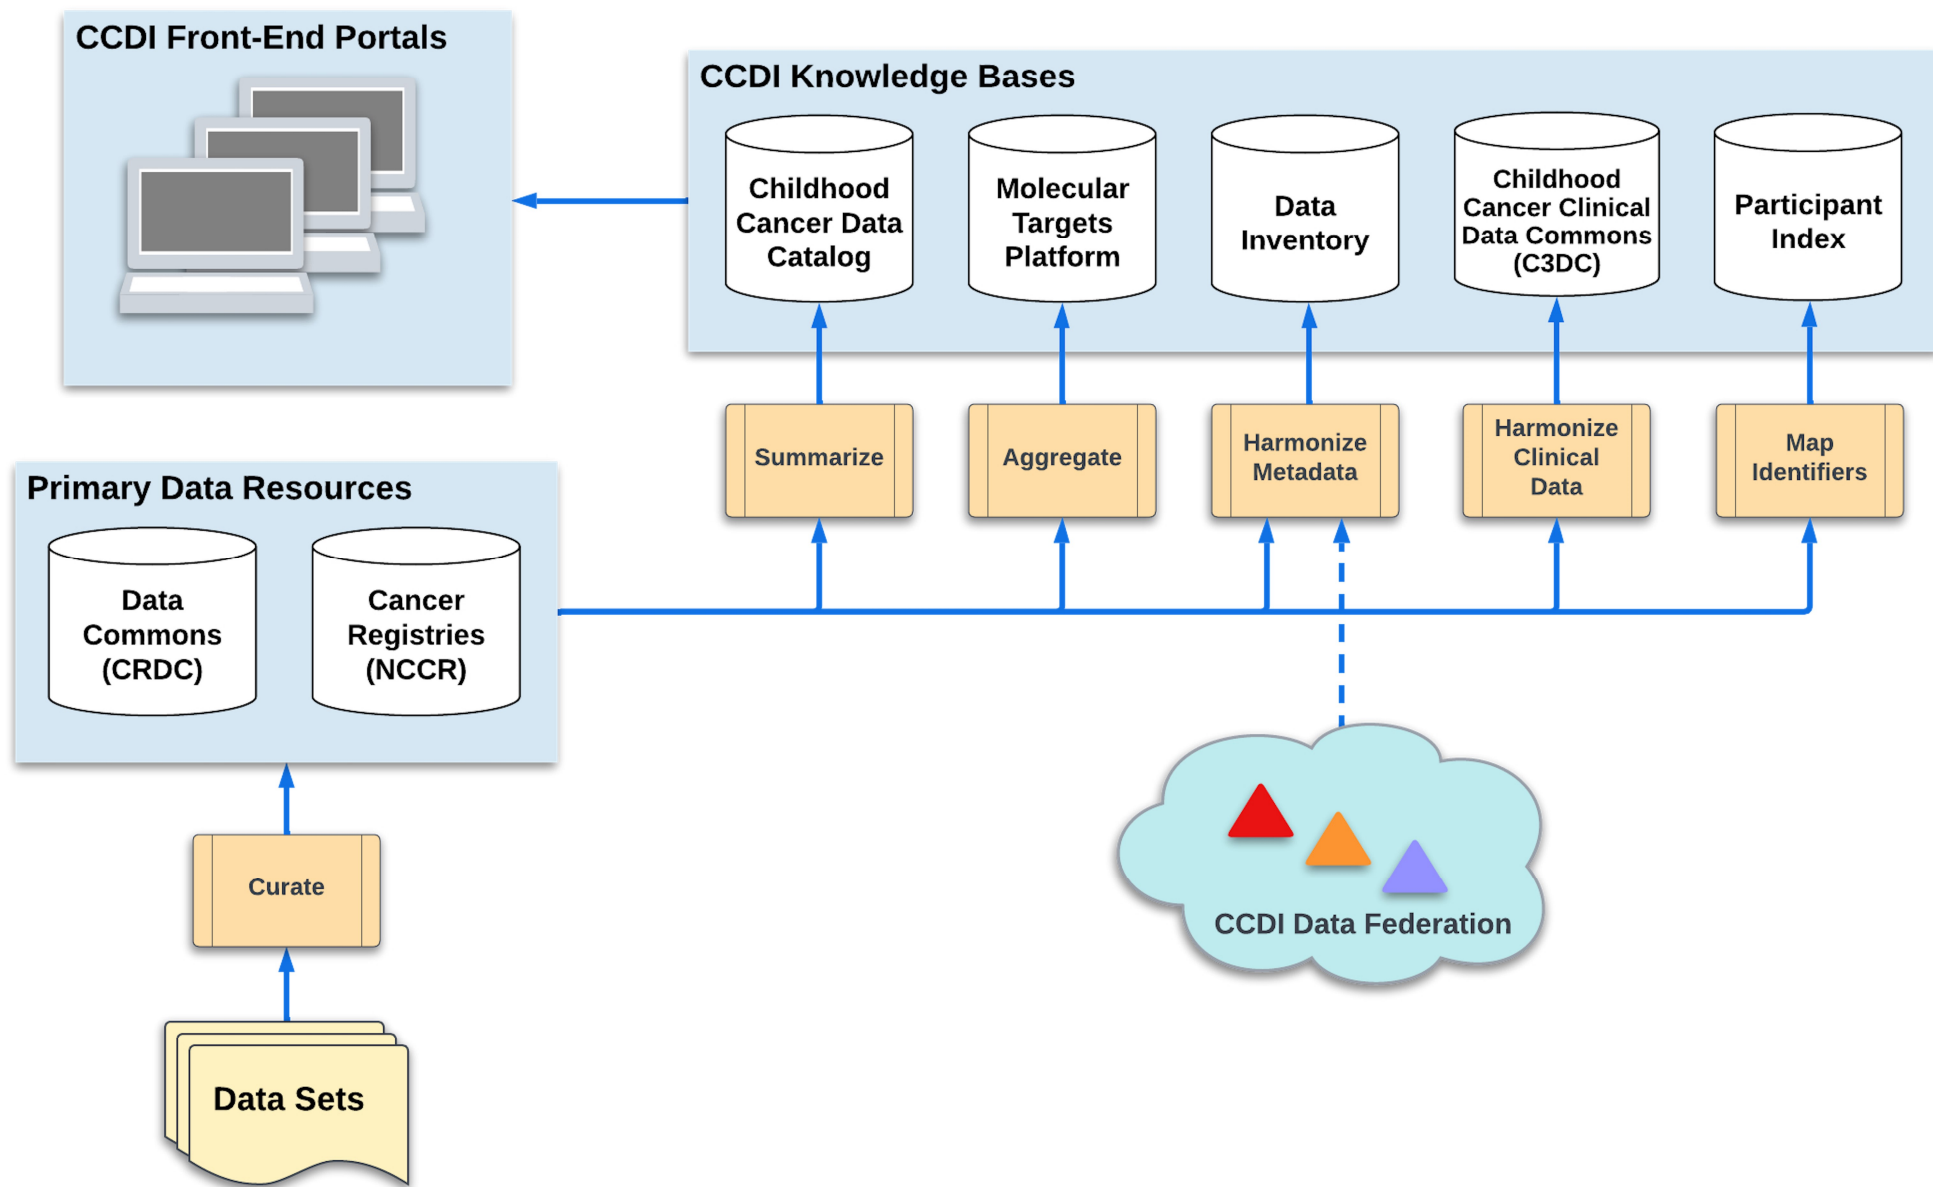 CCDI Front-End Portals
CCDI Knowledge Bases
Childhood
Cancer Data
Catalog
Molecular
Targets
Platform
Data
Inventory
Childhood
Cancer Clinical
Data Commons
(C3DC)
Participant
Index
Summarize
Aggregate
Harmonize
Metadata
Harmonize
Clinical
Data
Map
Identifiers
Primary Data Resources
Data
Commons
(CRDC)
Cancer
Registries
(NCCR)
Curate
Data Sets
CCDI Data Federation